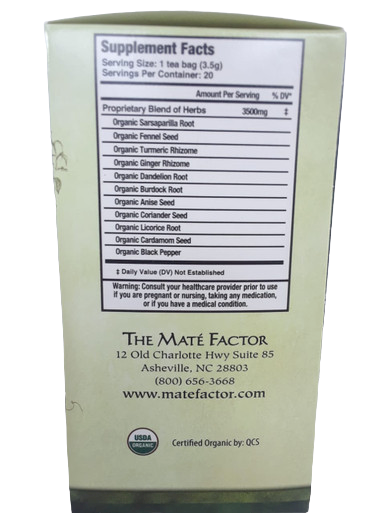 Supplement Facts
Serving Size: 1 tea bag (3.5g)
Servings Per Container: 20
Amount Per Serving % DV*
Proprietary Blend of Herbs 3500mg ‡
Organic Sarsaparilla Root
Organic Fennel Seed
Organic Turmeric Rhizome
Organic Ginger Rhizome
Organic Dandelion Root
Organic Burdock Root
Organic Anise Seed
Organic Coriander Seed
Organic Licorice Root
Organic Cardamom Seed
Organic Black Pepper
‡ Daily Value (DV) Not Established
Warning: Consult your healthcare provider prior to use
if you are pregnant or nursing, taking any medication,
or if you have a medical condition.
THE MATÉ FACTOR
12 Old Charlotte Hwy Suite 85
Asheville, NC 28803
(800) 656-3668
www.matefactor.com
USDA
ORGANIC
Certified Organic by: QCS